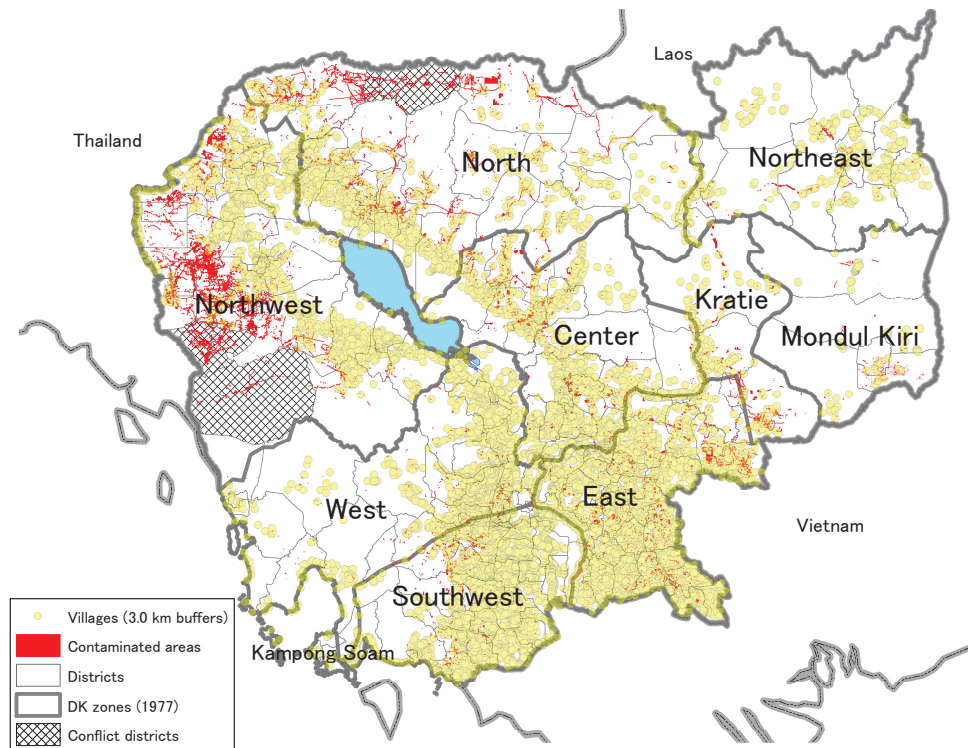 Laos
Thailand
North
Northeast
Northwest
Kratie
Center
Mondul Kiri
West
East
Vietnam
Southwest
Kampong Soam
Villages (3.0 km buffers)
Contaminated areas
Districts
DK zones (1977)
Conflict districts